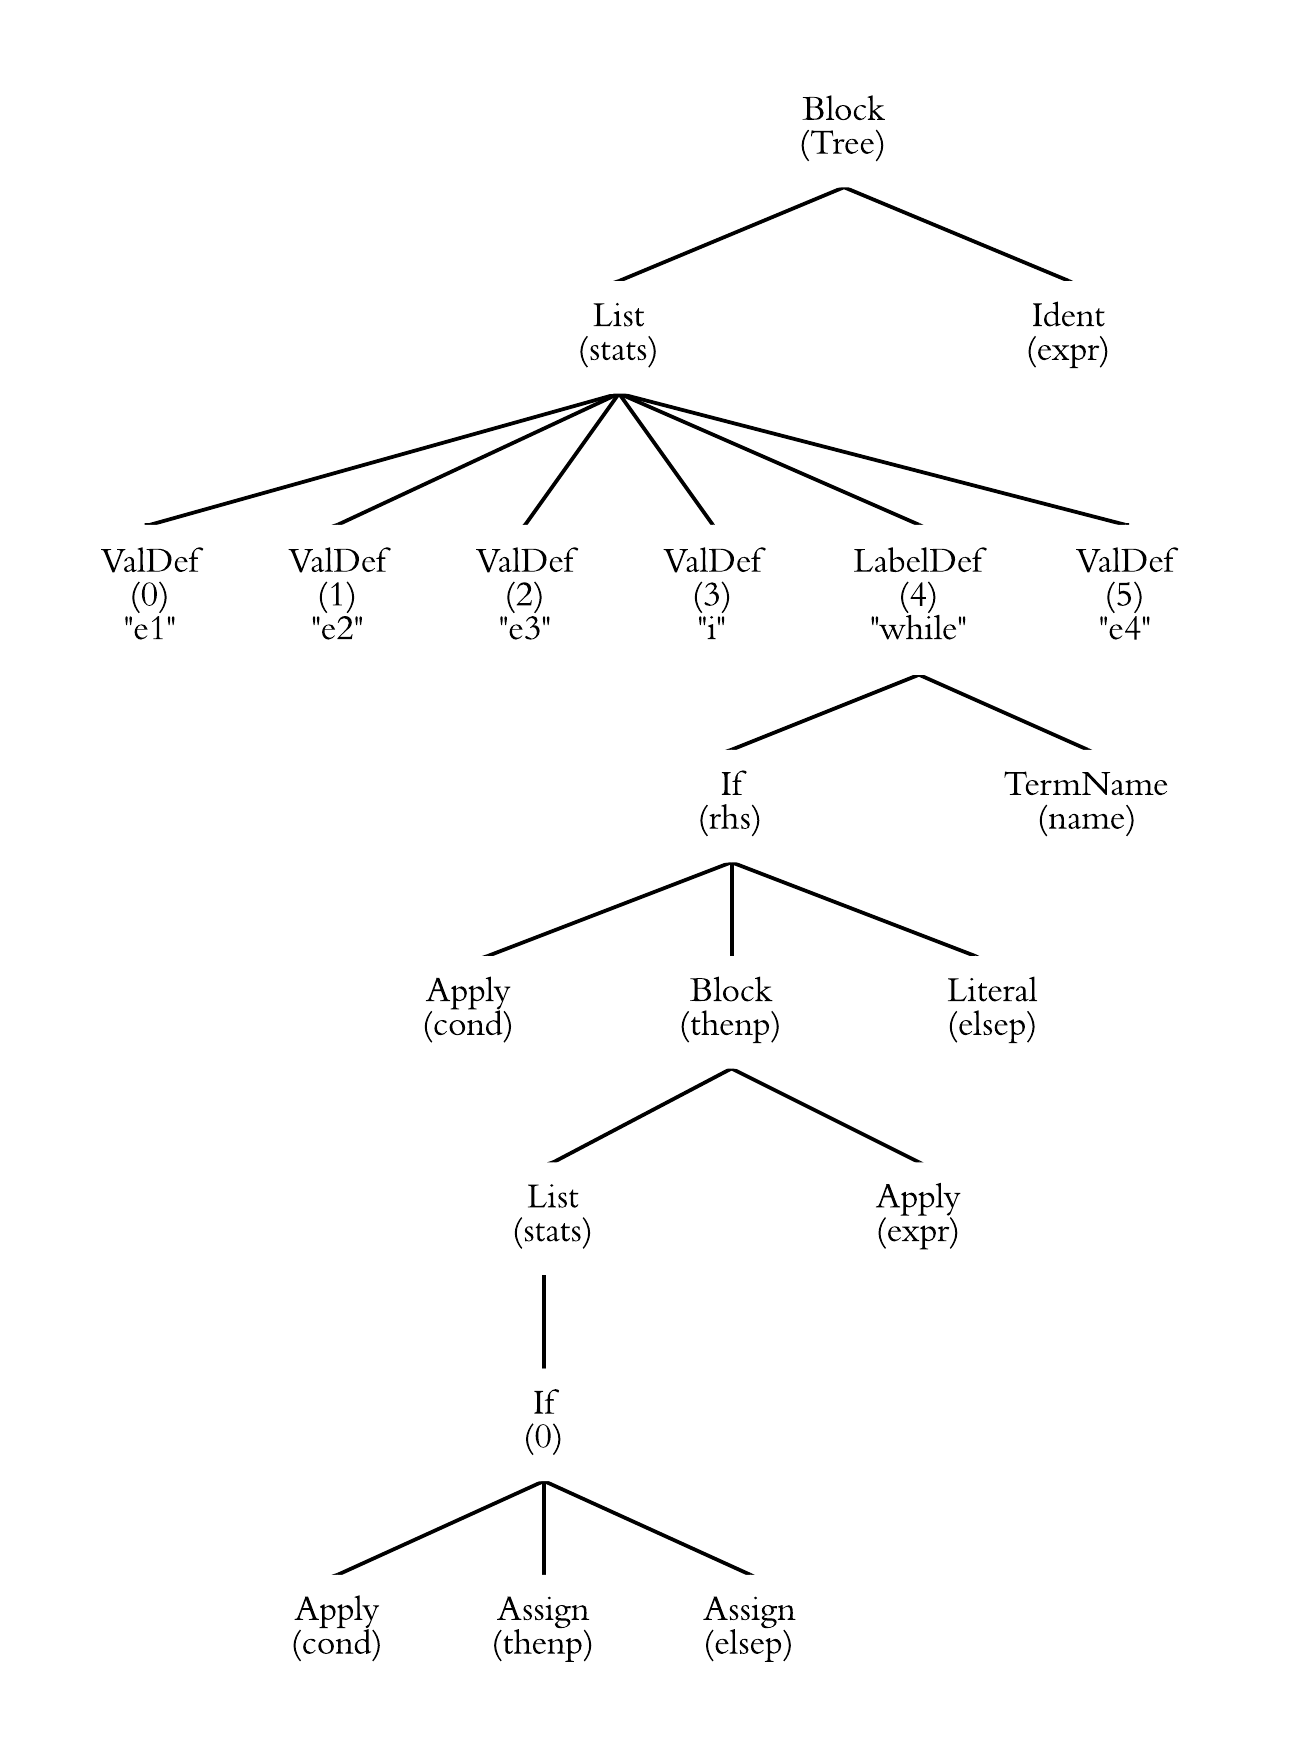 Block
(Tree)
List
(stats)
Ident
(expr)
ValDef
(0)
"e1"
ValDef
(1)
"e2"
ValDef
(2)
"e3"
ValDef
(3)
"i"
LabelDef
(4)
"while"
ValDef
(5)
"e4"
If
(rhs)
TermName
(name)
Apply
(cond)
Block
(thenp)
Literal
(elsep)
List
(stats)
Apply
(expr)
If
(0)
Apply
(cond)
Assign
(thenp)
Assign
(elsep)